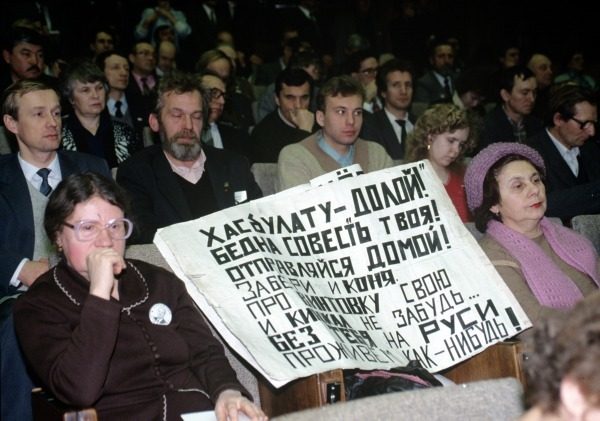 ХАСБУЛАТУ-ДОЛОЙ!"
БЕДНА СОВЕСТЬ ТВОЯ!
ОТПРАВЛЯЙСЯ ДОМОЙ!
ЗАБЕРИ И КОНЯ,
ПРО ВИНТОВКУ СВОЮ
И НЕ ЗАБУДЬ...
БЕЗ ТЕБЯ НА РУСИ
ПРОЖИВЕМ КАК-НИБУДЬ!